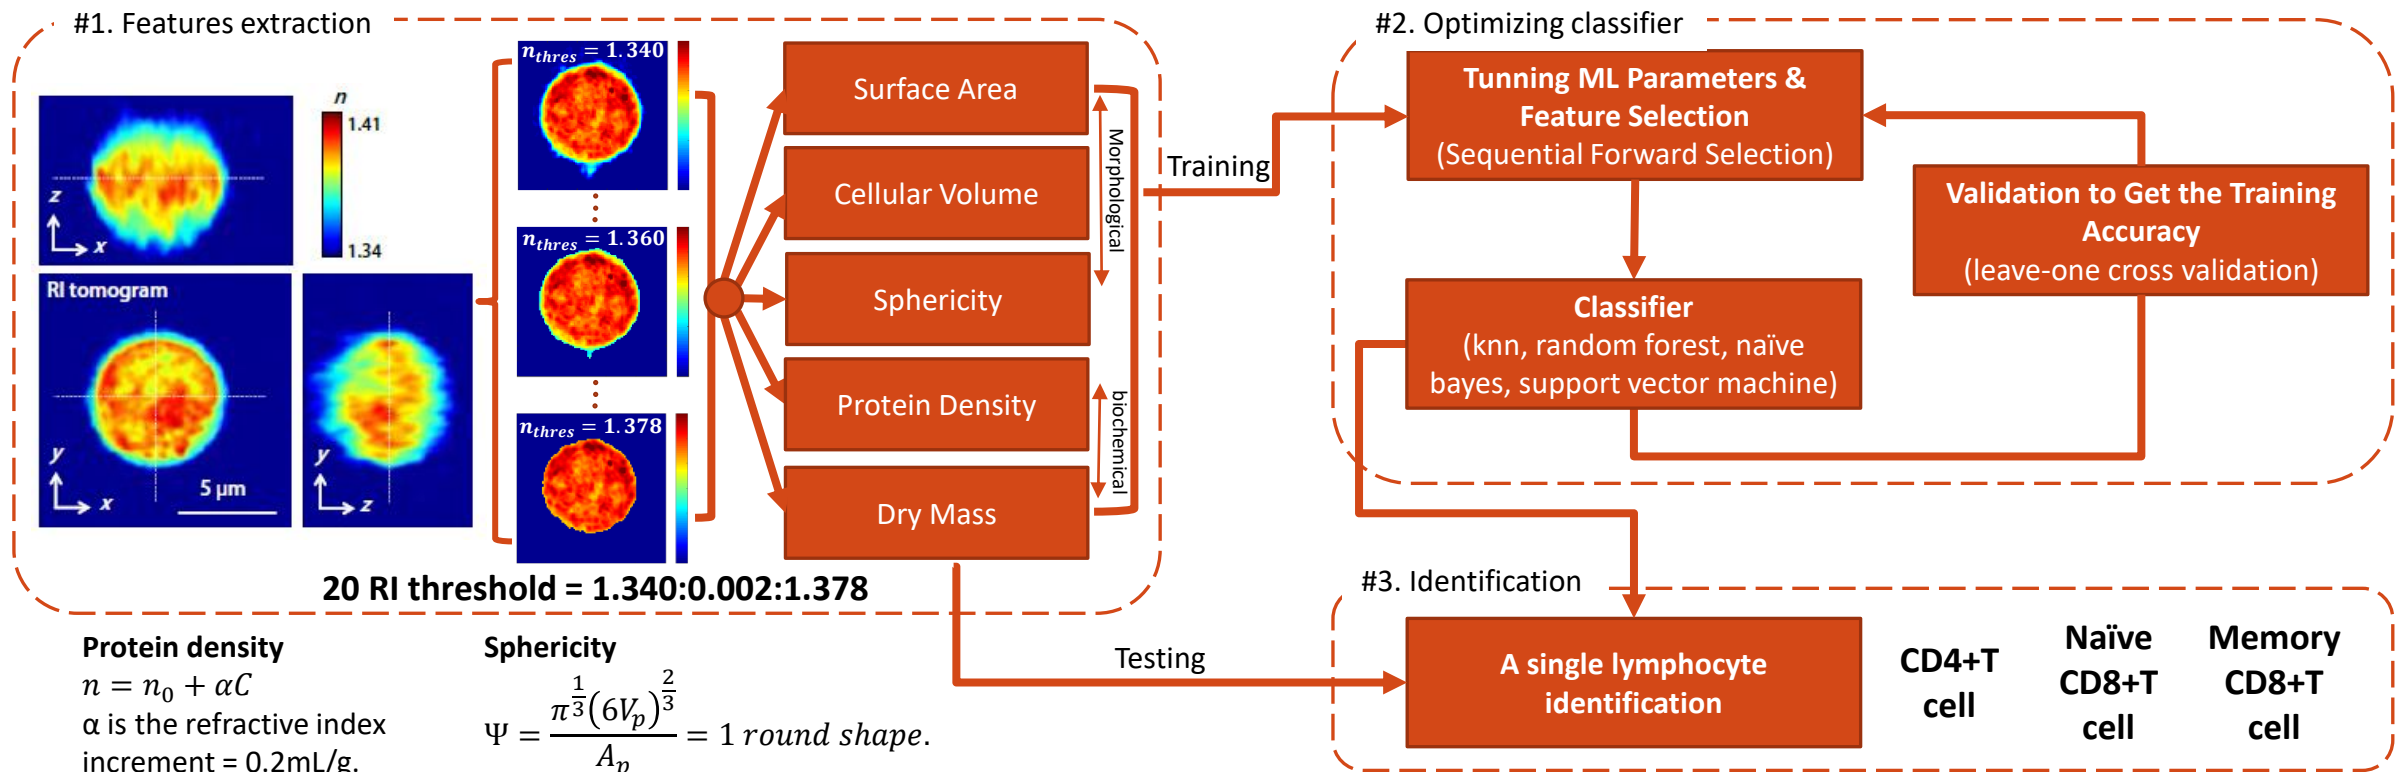 #1. Features extraction
n
1.41
1.34
z
x
RI tomogram
y
x
5 µm
y
z
n_thres = 1.340
n_thres = 1.360
n_thres = 1.378
Surface Area
Cellular Volume
Sphericity
Protein Density
Dry Mass
Morphological
biochemical
20 RI threshold = 1.340:0.002:1.378
Training
Testing
#2. Optimizing classifier
Tunning ML Parameters &
Feature Selection
(Sequential Forward Selection)
Classifier
(knn, random forest, naïve
bayes, support vector machine)
Validation to Get the Training
Accuracy
(leave-one cross validation)
#3. Identification
A single lymphocyte
identification
CD4+T
cell
Naïve
CD8+T
cell
Memory
CD8+T
cell
Protein density
n = n₀ + αC
α is the refractive index
increment = 0.2mL/g.
Sphericity
Ψ = π^(1/3)(6V_p)^(2/3) / A_p = 1 round shape.